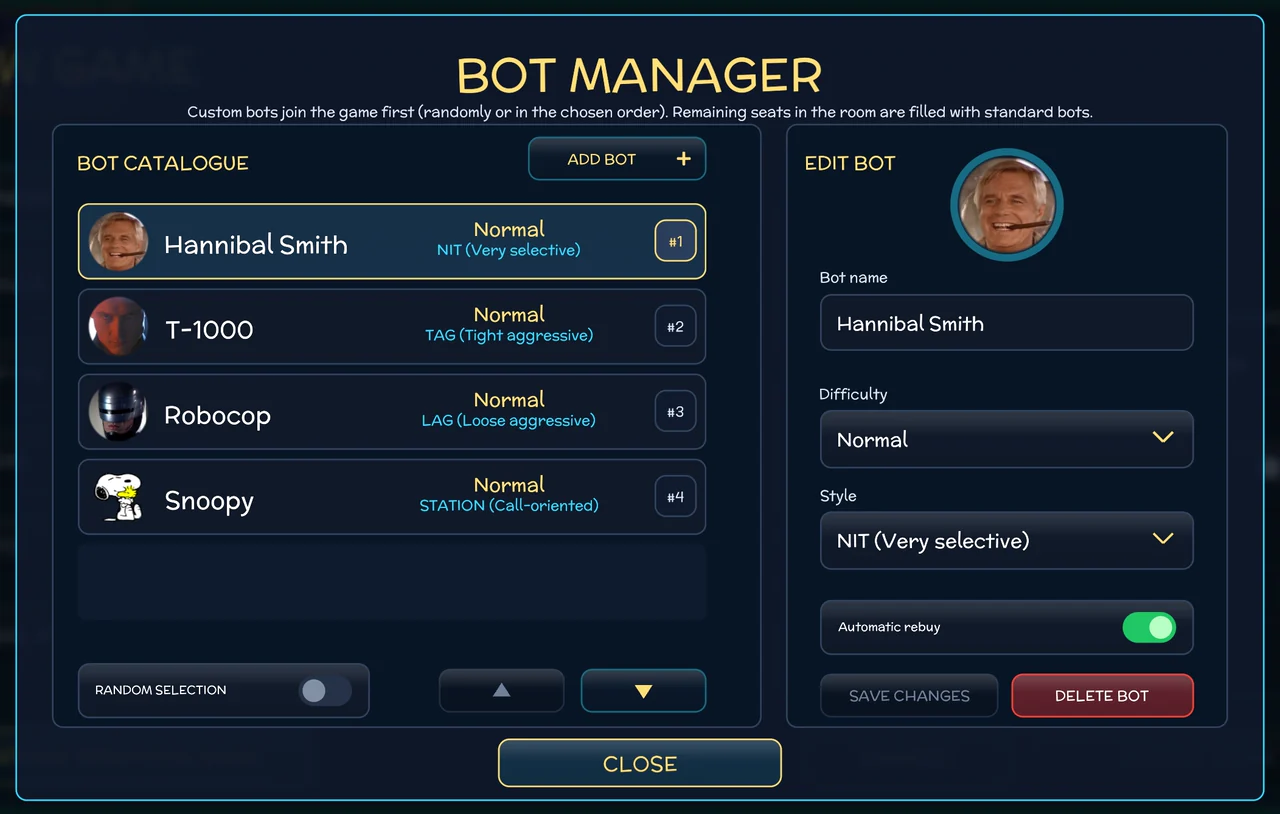 BOT MANAGER
Custom bots join the game first (randomly or in the chosen order). Remaining seats in the room are filled with standard bots.
BOT CATALOGUE
ADD BOT +
Hannibal Smith
Normal
NIT (Very selective)
#1
T-1000
Normal
TAG (Tight aggressive)
#2
Robocop
Normal
LAG (Loose aggressive)
#3
Snoopy
Normal
STATION (Call-oriented)
#4
RANDOM SELECTION
EDIT BOT
Bot name
Hannibal Smith
Difficulty
Normal
Style
NIT (Very selective)
Automatic rebuy
SAVE CHANGES
DELETE BOT
CLOSE